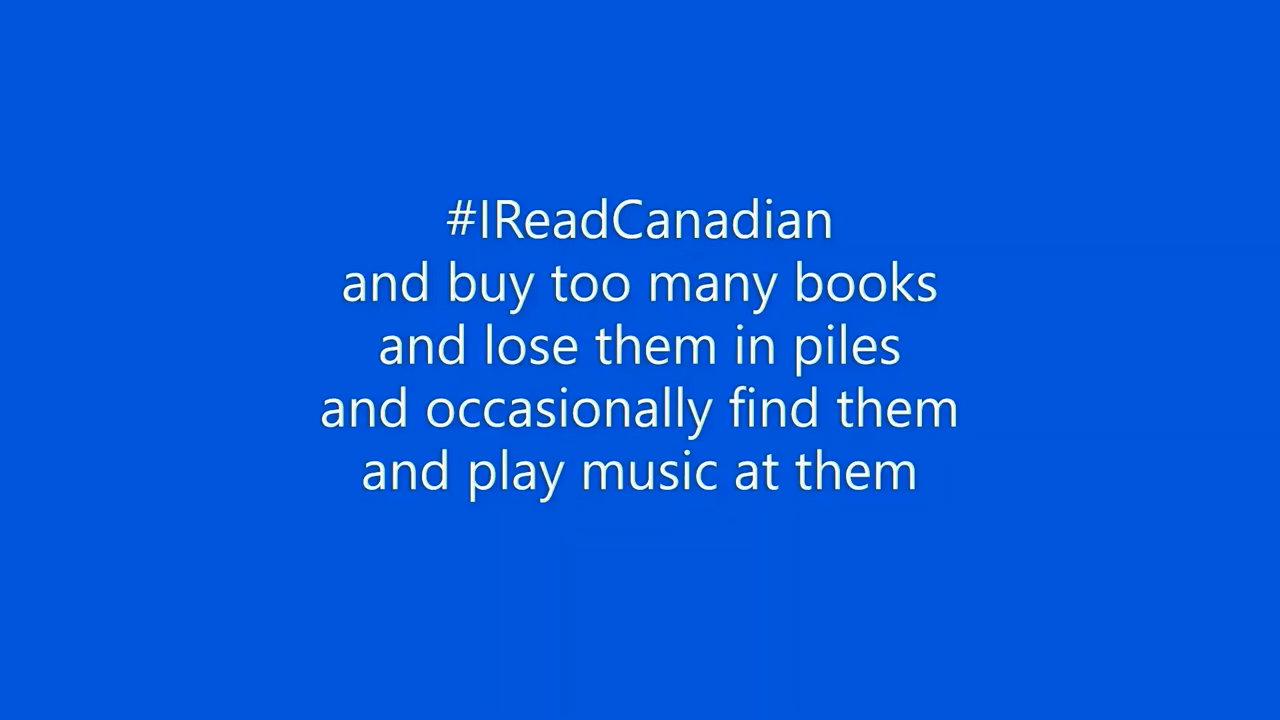 #IReadCanadian
and buy too many books
and lose them in piles
and occasionally find them
and play music at them